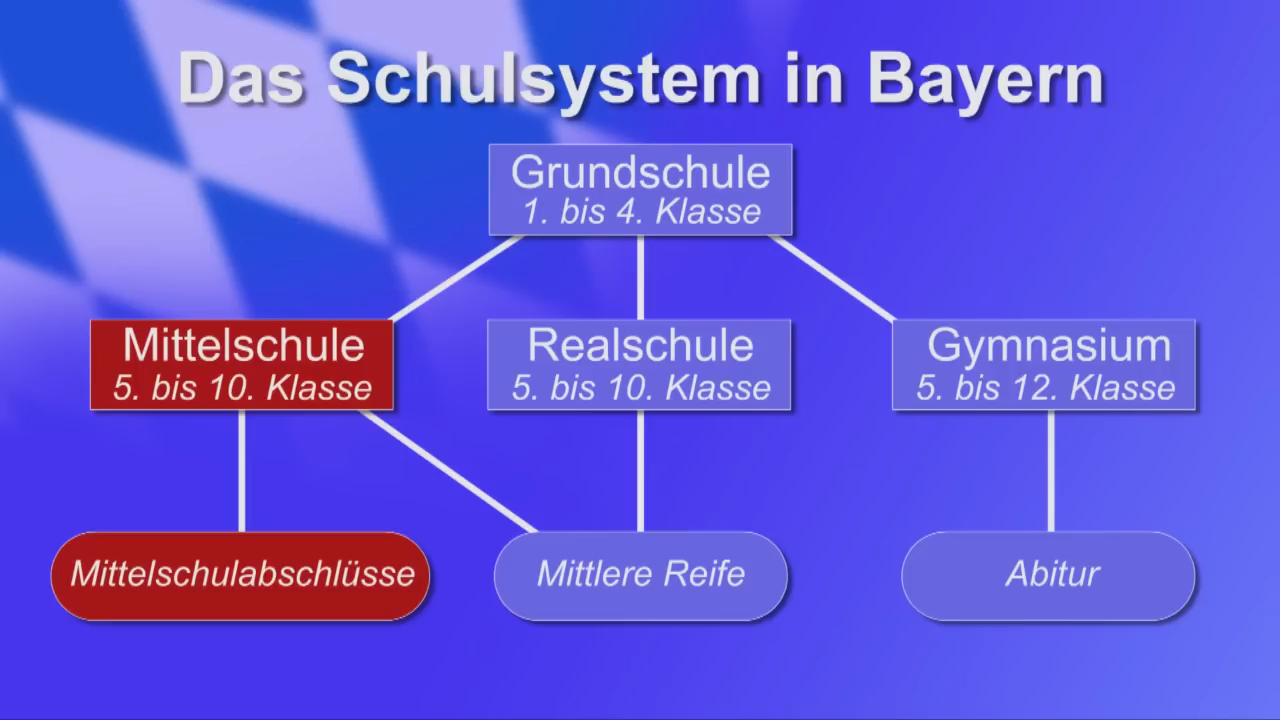 Das Schulsystem in Bayern
Grundschule
1. bis 4. Klasse
Mittelschule
5. bis 10. Klasse
Realschule
5. bis 10. Klasse
Gymnasium
5. bis 12. Klasse
Mittelschulabschlüsse
Mittlere Reife
Abitur